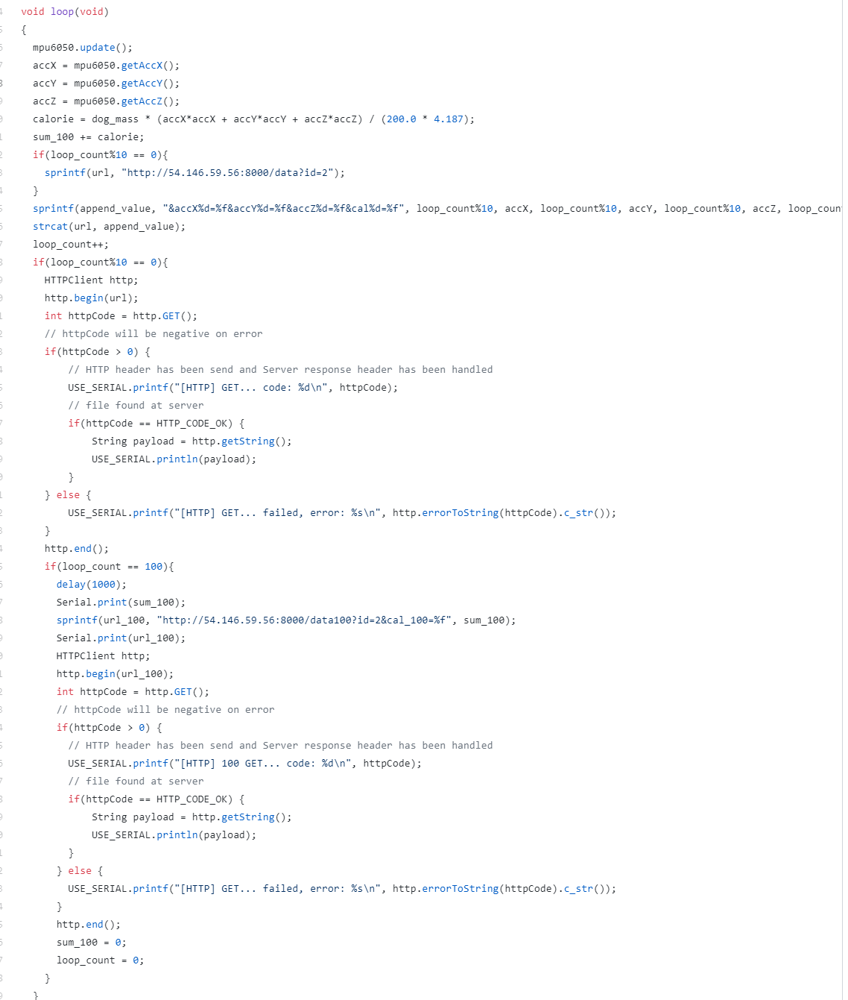 void loop(void)
{
mpu6050.update();
accX = mpu6050.getAccX();
accY = mpu6050.getAccY();
accZ = mpu6050.getAccZ();
calorie = dog_mass * (accX*accX + accY*accY + accZ*accZ) / (200.0 * 4.187);
sum_100 += calorie;
if(loop_count%10 == 0){
sprintf(url, "http://54.146.59.56:8000/data?id=2");
}
sprintf(append_value, "&accX%d=%f&accY%d=%f&accZ%d=%f&cal%d=%f", loop_count%10, accX, loop_count%10, accY, loop_count%10, accZ, loop_coun
strcat(url, append_value);
loop_count++;
if(loop_count%10 == 0){
HTTPClient http;
http.begin(url);
int httpCode = http.GET();
// httpCode will be negative on error
if(httpCode > 0) {
// HTTP header has been send and Server response header has been handled
USE_SERIAL.printf("[HTTP] GET... code: %d\n", httpCode);
// file found at server
if(httpCode == HTTP_CODE_OK) {
String payload = http.getString();
USE_SERIAL.println(payload);
}
} else {
USE_SERIAL.printf("[HTTP] GET... failed, error: %s\n", http.errorToString(httpCode).c_str());
}
http.end();
if(loop_count == 100){
delay(1000);
Serial.print(sum_100);
sprintf(url_100, "http://54.146.59.56:8000/data100?id=2&cal_100=%f", sum_100);
Serial.print(url_100);
HTTPClient http;
http.begin(url_100);
int httpCode = http.GET();
// httpCode will be negative on error
if(httpCode > 0) {
// HTTP header has been send and Server response header has been handled
USE_SERIAL.printf("[HTTP] 100 GET... code: %d\n", httpCode);
// file found at server
if(httpCode == HTTP_CODE_OK) {
String payload = http.getString();
USE_SERIAL.println(payload);
}
} else {
USE_SERIAL.printf("[HTTP] GET... failed, error: %s\n", http.errorToString(httpCode).c_str());
}
http.end();
sum_100 = 0;
loop_count = 0;
}
}